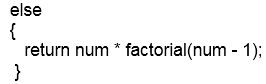 else
{
return num * factorial(num - 1);
}